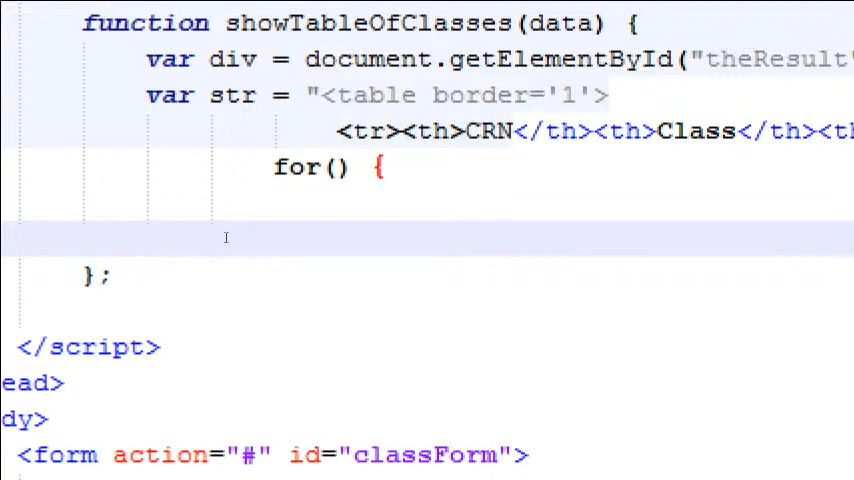 function showTableOfClasses(data) {
var div = document.getElementById("theResult"
var str = "<table border='1'>
<tr><th>CRN</th><th>Class</th><th
for() {
};
</script>
ead>
dy>
<form action="#" id="classForm">